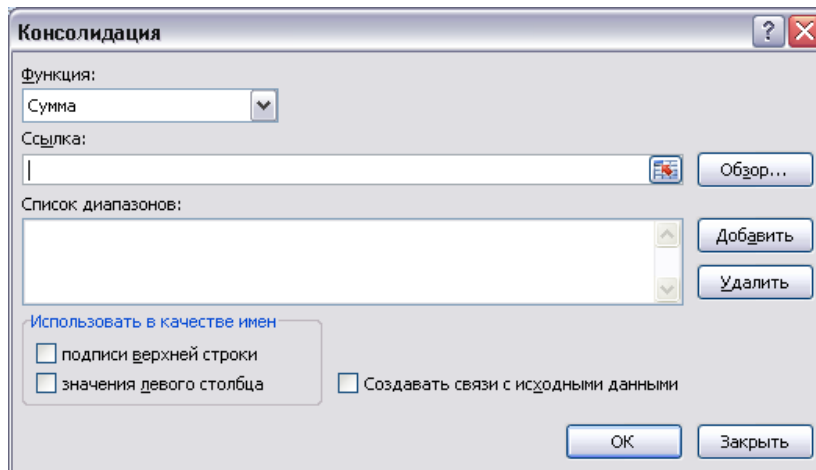 Консолидация
Функция:
Сумма
Ссылка:
Обзор...
Список диапазонов:
Добавить
Удалить
Использовать в качестве имен
подписи верхней строки
значения левого столбца
Создавать связи с исходными данными
ОК
Закрыть